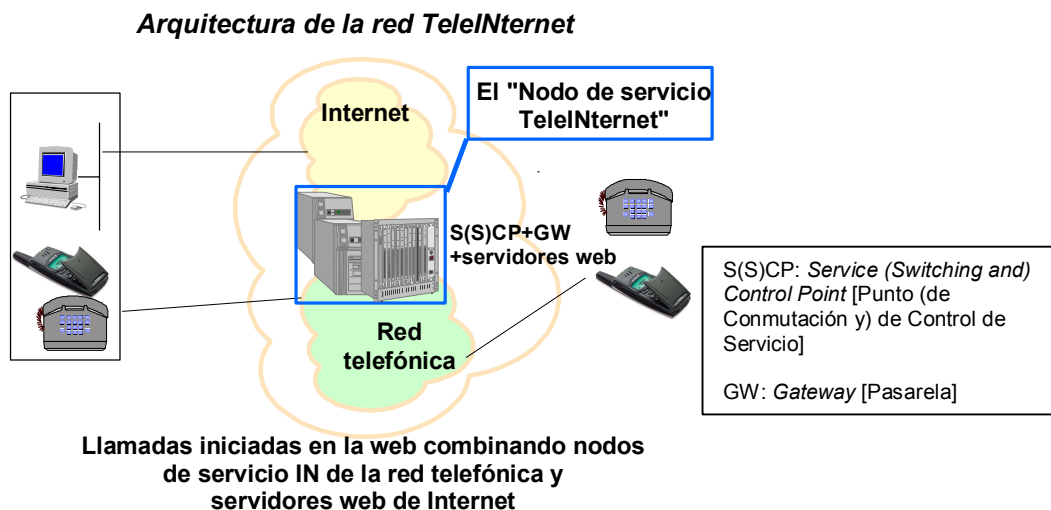 Arquitectura de la red TeleINternet
Internet
El "Nodo de servicio
TeleINternet"
S(S)CP+GW
+servidores web
Red
telefónica
S(S)CP: Service (Switching and)
Control Point [Punto (de
Conmutación y) de Control de
Servicio]
GW: Gateway [Pasarela]
Llamadas iniciadas en la web combinando nodos
de servicio IN de la red telefónica y
servidores web de Internet